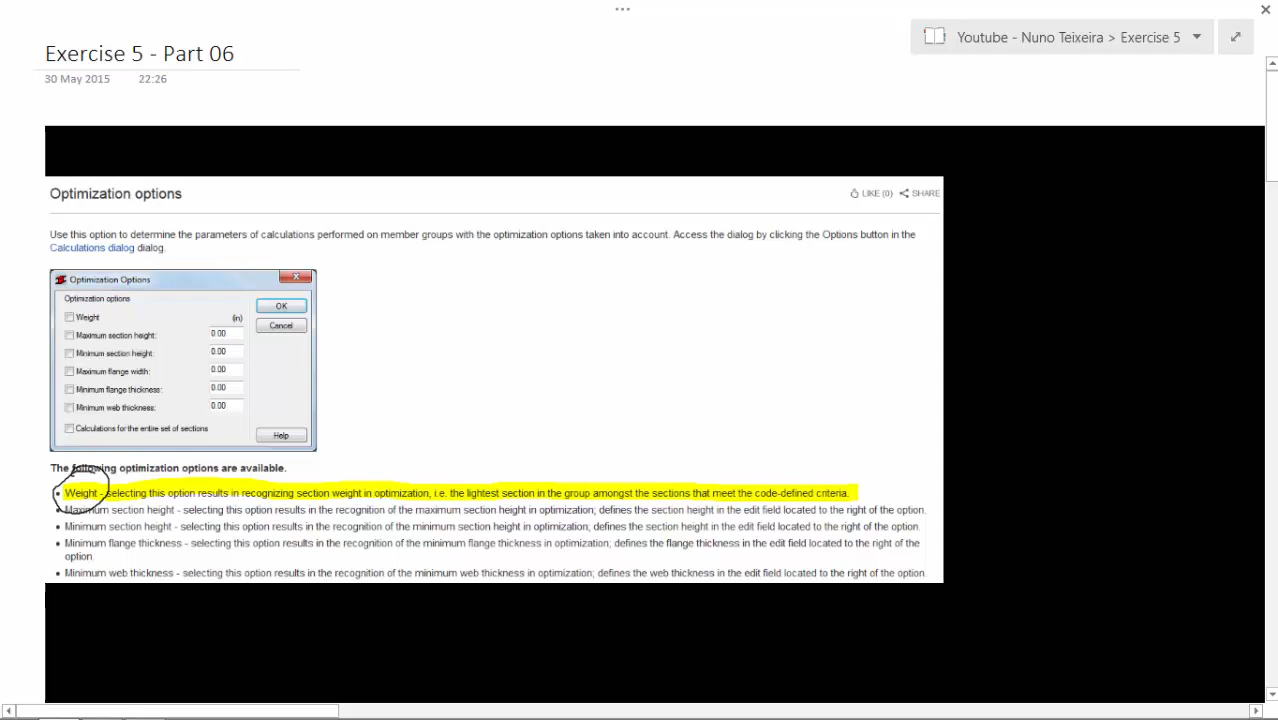 Exercise 5 - Part 06
30 May 2015 22:26
Youtube - Nuno Teixeira > Exercise 5
Optimization options
LIKE (0) SHARE
Use this option to determine the parameters of calculations performed on member groups with the optimization options taken into account. Access the dialog by clicking the Options button in the
Calculations dialog dialog.
Optimization Options
Optimization options
OK
Weight
(in)
Cancel
Maximum section height: 0.00
Minimum section height: 0.00
Maximum flange width: 0.00
Minimum flange thickness: 0.00
Minimum web thickness: 0.00
Calculations for the entire set of sections
Help
The following optimization options are available.
• Weight - selecting this option results in recognizing section weight in optimization, i.e. the lightest section in the group amongst the sections that meet the code-defined criteria.
• Maximum section height - selecting this option results in the recognition of the maximum section height in optimization; defines the section height in the edit field located to the right of the option.
• Minimum section height - selecting this option results in the recognition of the minimum section height in optimization; defines the section height in the edit field located to the right of the option.
• Minimum flange thickness - selecting this option results in the recognition of the minimum flange thickness in optimization; defines the flange thickness in the edit field located to the right of the
option.
• Minimum web thickness - selecting this option results in the recognition of the minimum web thickness in optimization; defines the web thickness in the edit field located to the right of the option